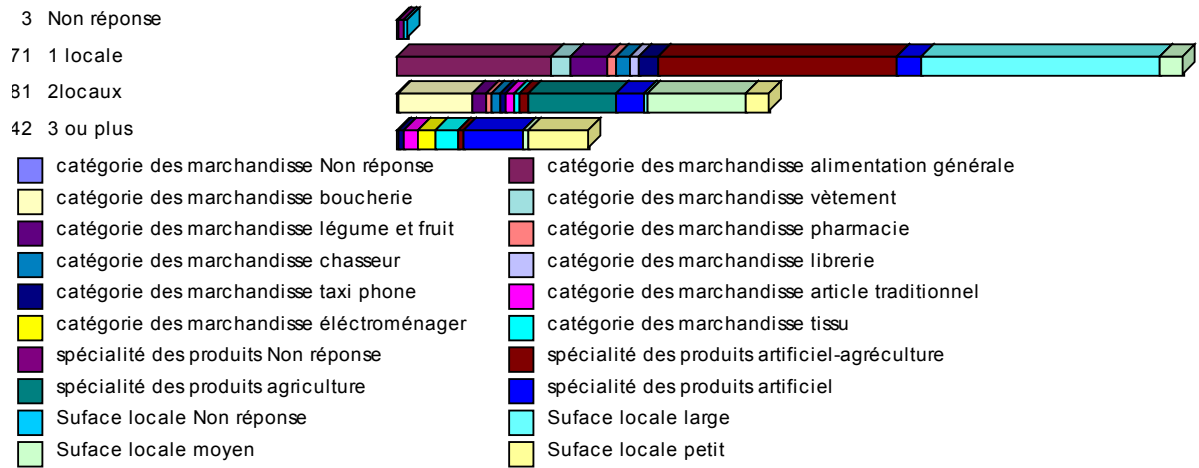 3 Non réponse
71 1 locale
81 2locaux
42 3 ou plus
catégorie des marchandisse Non réponse
catégorie des marchandisse alimentation générale
catégorie des marchandisse boucherie
catégorie des marchandisse vètement
catégorie des marchandisse légume et fruit
catégorie des marchandisse pharmacie
catégorie des marchandisse chasseur
catégorie des marchandisse librerie
catégorie des marchandisse taxi phone
catégorie des marchandisse article traditionnel
catégorie des marchandisse éléctroménager
catégorie des marchandisse tissu
spécialité des produits Non réponse
spécialité des produits artificiel-agréculture
spécialité des produits agriculture
spécialité des produits artificiel
Suface locale Non réponse
Suface locale large
Suface locale moyen
Suface locale petit